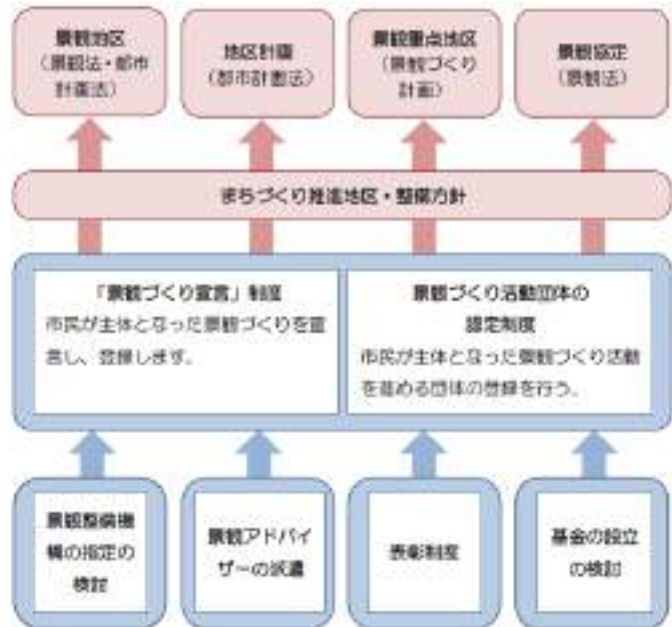 景観地区
（景観法・都市
計画法）
地区計画
（都市計画法）
景観重点地区
（景観づくり
計画）
景観協定
（景観法）
まちづくり推進地区・整備方針
「景観づくり宣言」制度
市民が主体となった景観づくりを宣
言し、登録します。
景観づくり活動団体の
認定制度
市民が主体となった景観づくり活動
を進める団体の登録を行う。
景観整備機
構の指定の
検討
景観アドバイ
ザーの派遣
表彰制度
基金の設立
の検討